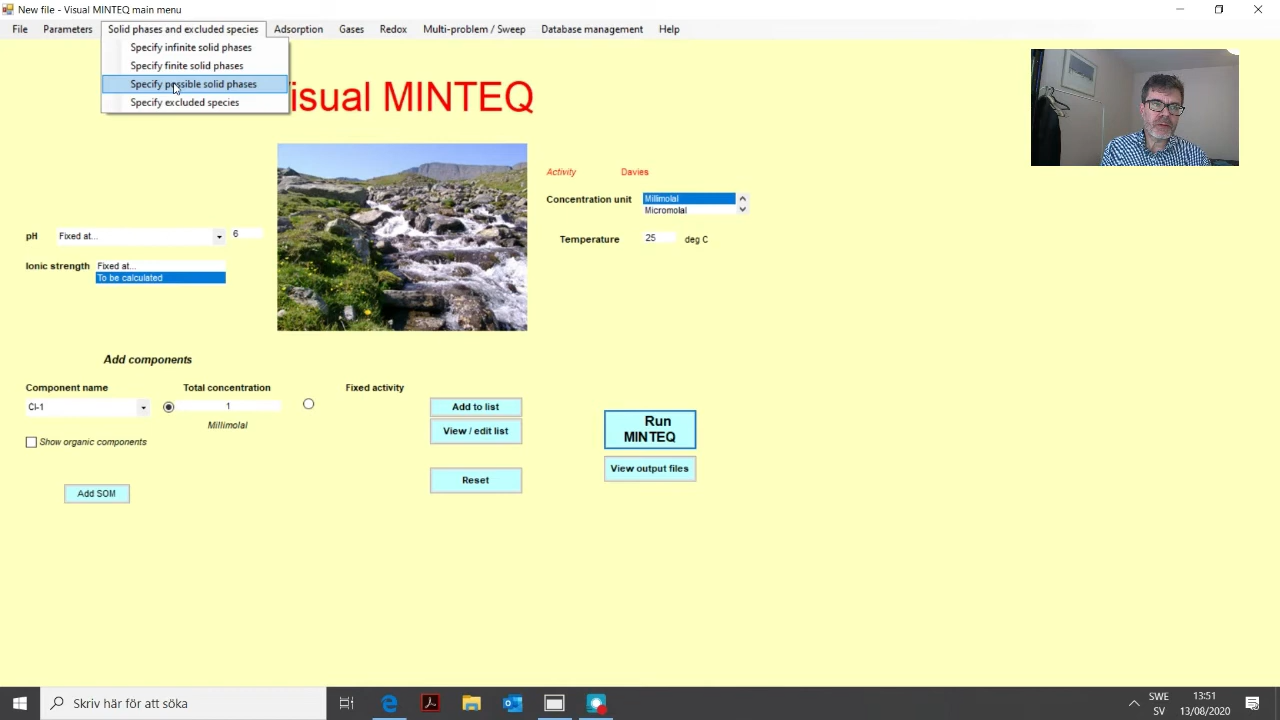 New file - Visual MINTEQ main menu
File Parameters Solid phases and excluded species Adsorption Gases Redox Multi-problem / Sweep Database management Help
Specify infinite solid phases
Specify finite solid phases
Specify possible solid phases
Specify excluded species
isual MINTEQ
Activity Davies
Concentration unit Millimolal
Micromolal
pH Fixed at... 6
Temperature 25 deg C
Ionic strength Fixed at...
To be calculated
Add components
Component name Total concentration Fixed activity
Cl-1 1 Add to list
Millimolal
View / edit list
Run
MINTEQ
Show organic components
View output files
Reset
Add SOM
Skriv här för att söka
SWE 13:51
SV 13/08/2020